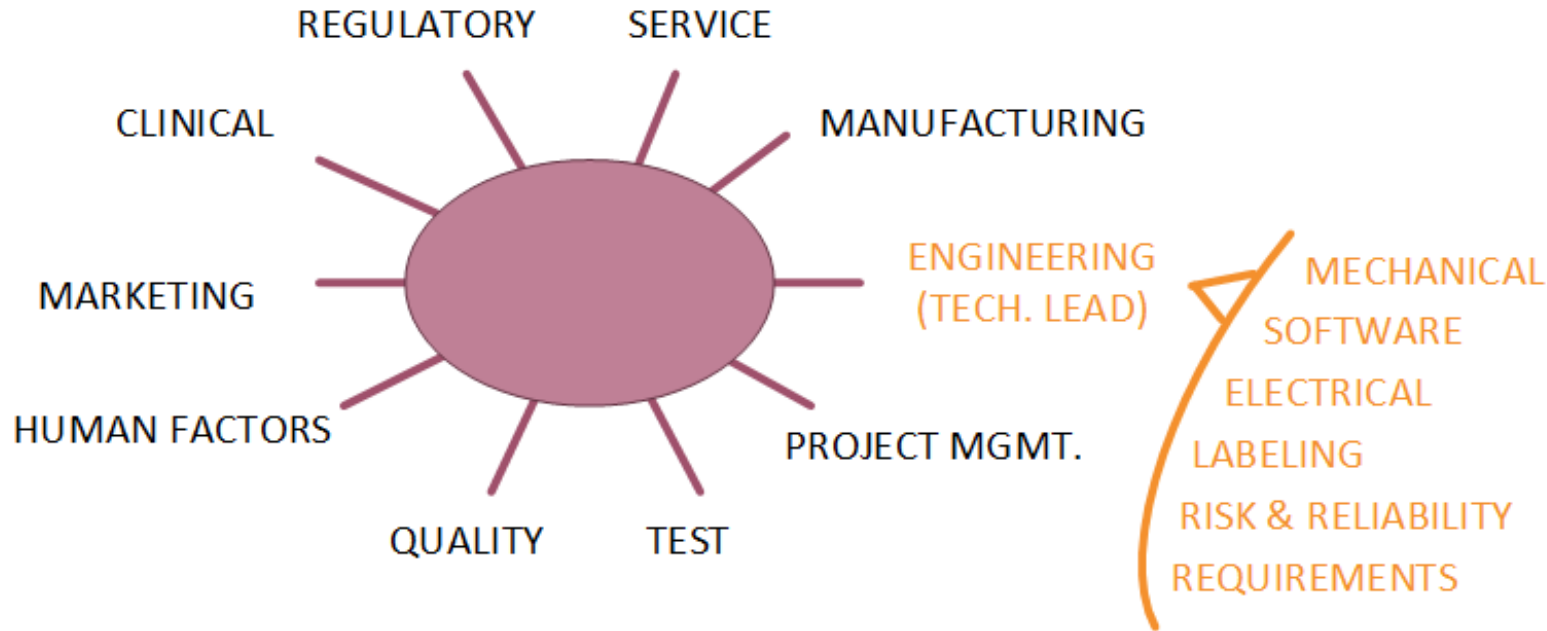 REGULATORY
SERVICE
CLINICAL
MANUFACTURING
MARKETING
ENGINEERING
(TECH. LEAD)
MECHANICAL
SOFTWARE
ELECTRICAL
LABELING
RISK & RELIABILITY
REQUIREMENTS
HUMAN FACTORS
PROJECT MGMT.
QUALITY
TEST